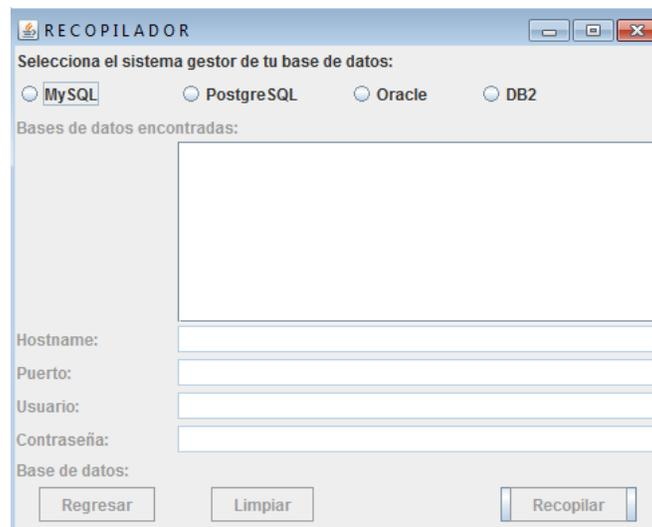 RECOPILADOR
Selecciona el sistema gestor de tu base de datos:
MySQL PostgreSQL Oracle DB2
Bases de datos encontradas:
Hostname:
Puerto:
Usuario:
Contraseña:
Base de datos:
Regresar Limpiar Recopilar